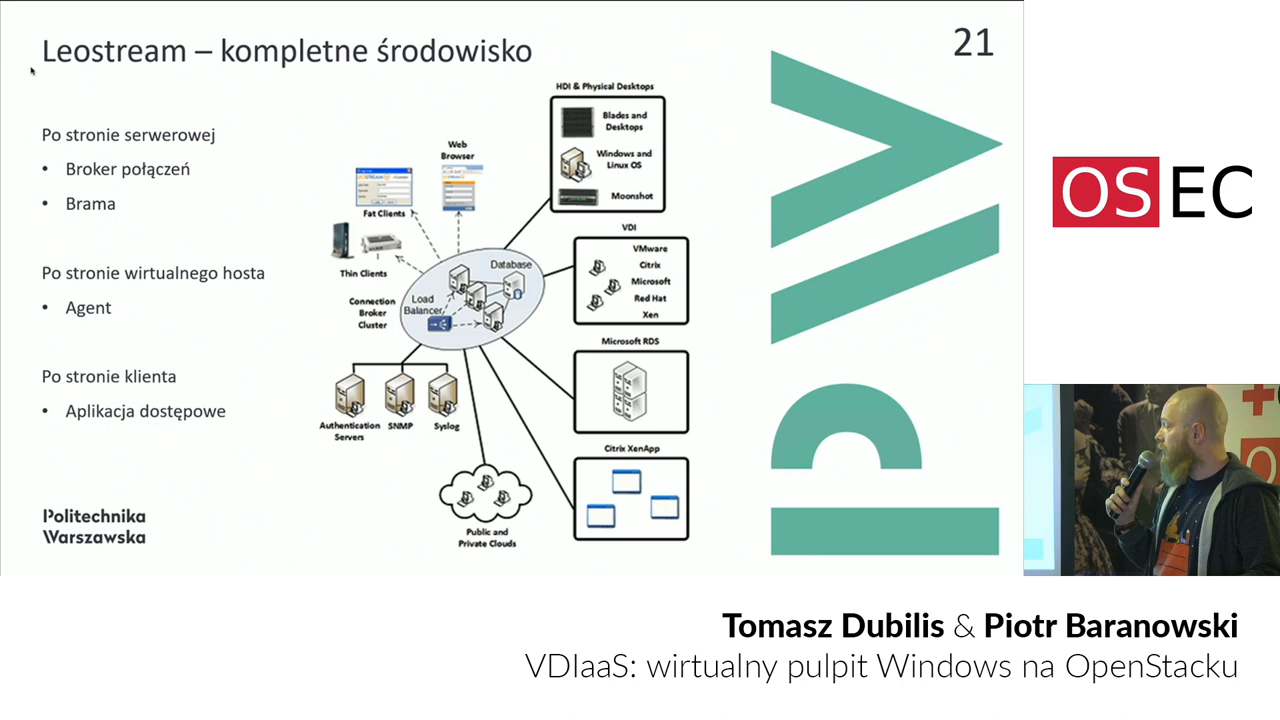 Leostream – kompletne środowisko
21
Po stronie serwerowej
• Broker połączeń
• Brama
Po stronie wirtualnego hosta
• Agent
Po stronie klienta
• Aplikacja dostępowe
Politechnika
Warszawska
HDI & Physical Desktops
Blades and
Desktops
Windows and
Linux OS
Moonshot
Web
Browser
Fat Clients
Thin Clients
Connection
Broker
Cluster
Database
Load
Balancer
VDI
VMware
Citrix
Microsoft
Red Hat
Xen
Microsoft RDS
Authentication
Servers
SNMP
Syslog
Citrix XenApp
Public and
Private Clouds
OSEC
Tomasz Dubilis & Piotr Baranowski
VDIaaS: wirtualny pulpit Windows na OpenStacku